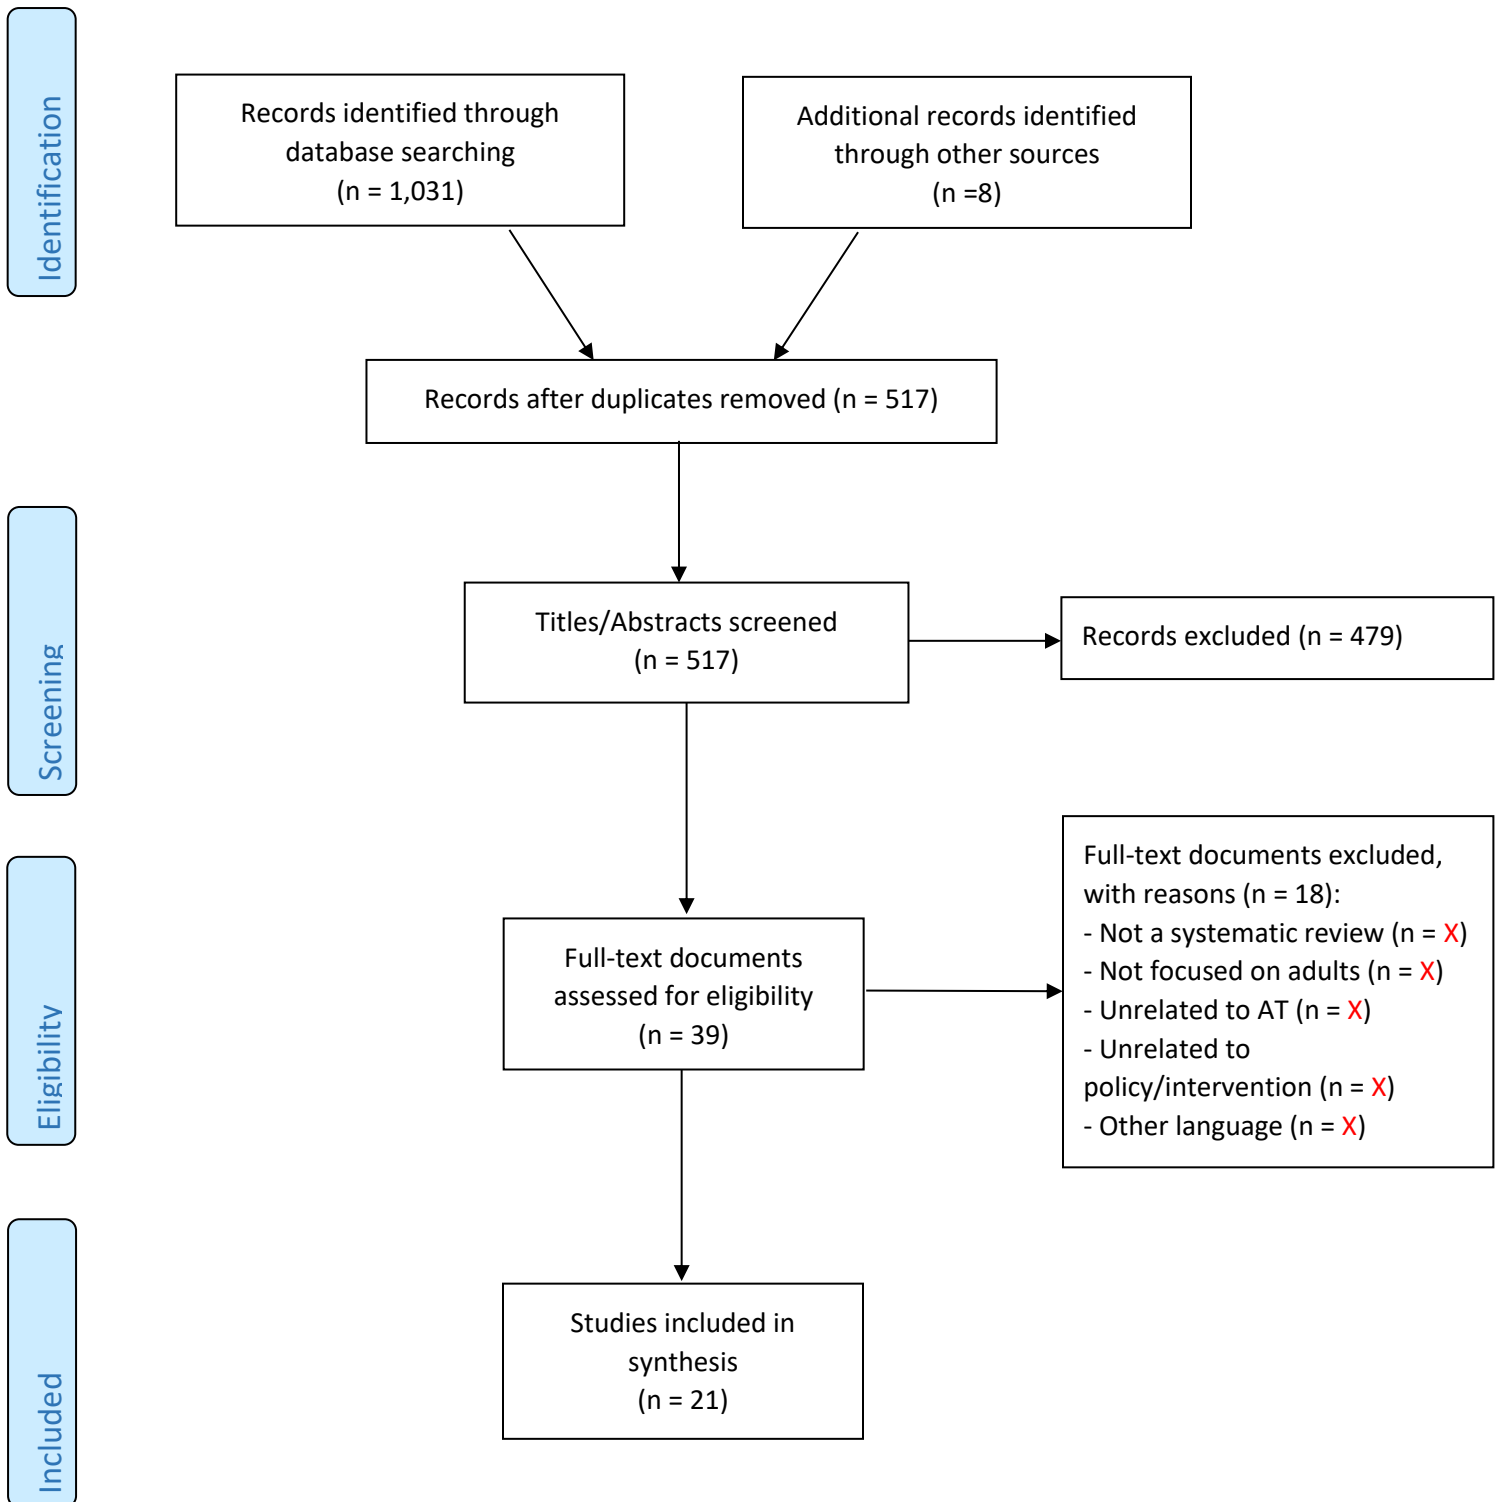 Identification
Records identified through
database searching
(n = 1,031)
Additional records identified
through other sources
(n =8)
Records after duplicates removed (n = 517)
Screening
Titles/Abstracts screened
(n = 517)
Records excluded (n = 479)
Eligibility
Full-text documents
assessed for eligibility
(n = 39)
Full-text documents excluded,
with reasons (n = 18):
- Not a systematic review (n = X)
- Not focused on adults (n = X)
- Unrelated to AT (n = X)
- Unrelated to
policy/intervention (n = X)
- Other language (n = X)
Included
Studies included in
synthesis
(n = 21)